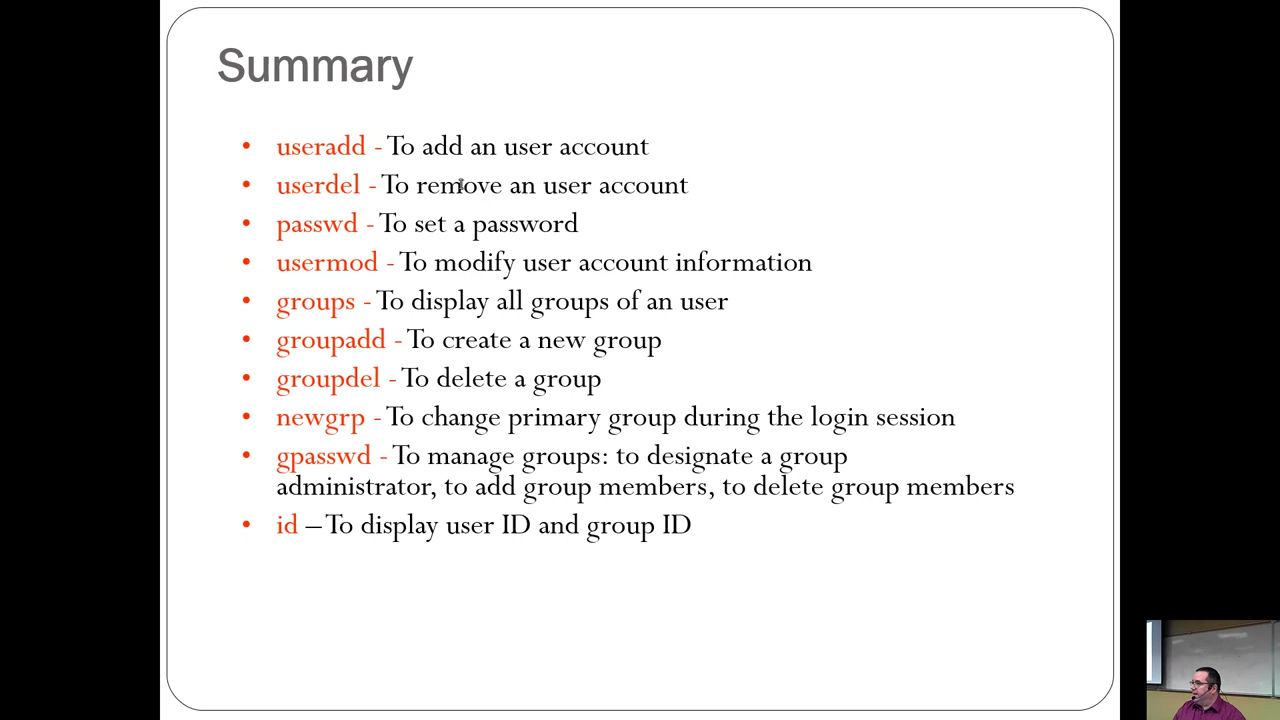 Summary
• useradd - To add an user account
• userdel - To remove an user account
• passwd - To set a password
• usermod - To modify user account information
• groups - To display all groups of an user
• groupadd - To create a new group
• groupdel - To delete a group
• newgrp - To change primary group during the login session
• gpasswd - To manage groups: to designate a group
administrator, to add group members, to delete group members
• id – To display user ID and group ID